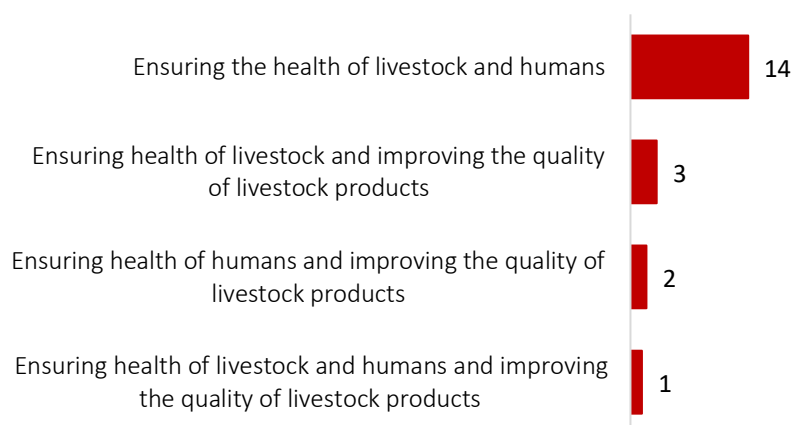 Ensuring the health of livestock and humans
14
Ensuring health of livestock and improving the quality
of livestock products
3
Ensuring health of humans and improving the quality of
livestock products
2
Ensuring health of livestock and humans and improving
the quality of livestock products
1